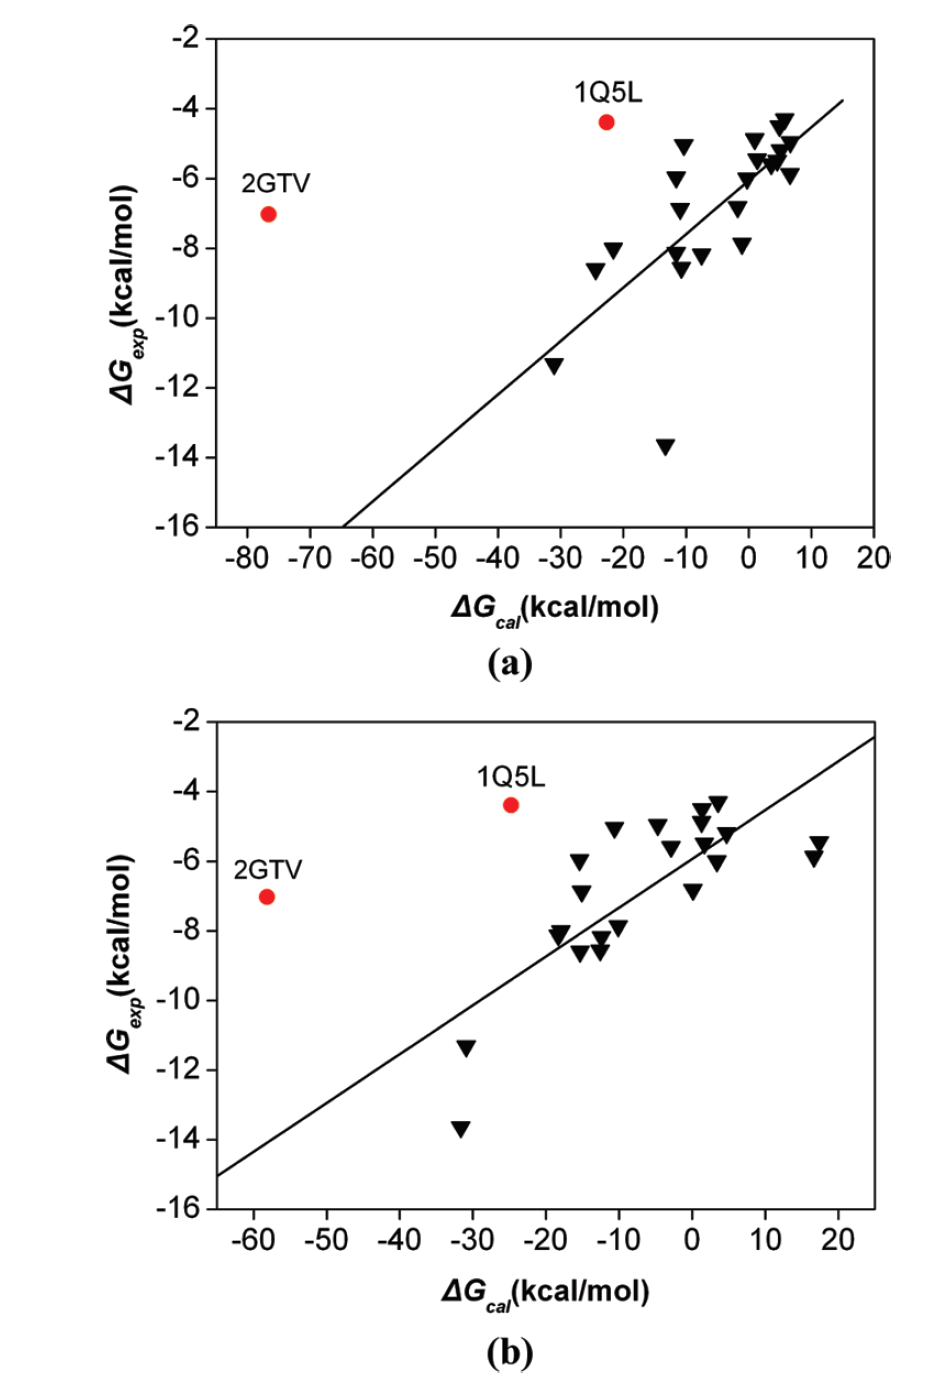 -2
-4
-6
-8
-10
-12
-14
-16
1Q5L
2GTV
ΔGexp(kcal/mol)
-80 -70 -60 -50 -40 -30 -20 -10 0 10 20
ΔGcal(kcal/mol)
(a)
-2
-4
-6
-8
-10
-12
-14
-16
1Q5L
2GTV
ΔGexp(kcal/mol)
-60 -50 -40 -30 -20 -10 0 10 20
ΔGcal(kcal/mol)
(b)